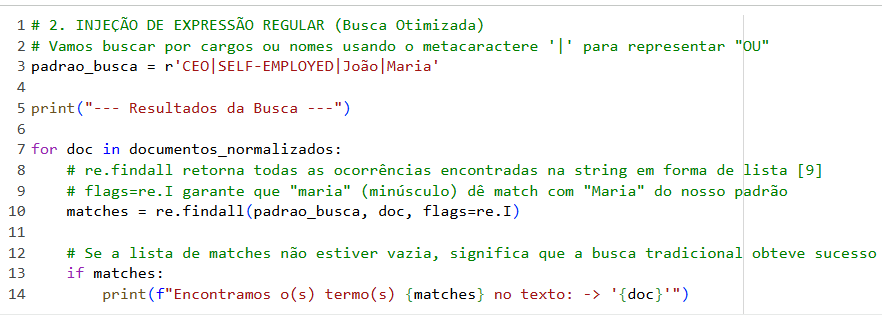 1 # 2. INJEÇÃO DE EXPRESSÃO REGULAR (Busca Otimizada)
2 # Vamos buscar por cargos ou nomes usando o metacaractere '|' para representar "OU"
3 padrao_busca = r'CEO|SELF-EMPLOYED|João|Maria'
4
5 print("--- Resultados da Busca ---")
6
7 for doc in documentos_normalizados:
8     # re.findall retorna todas as ocorrências encontradas na string em forma de lista [9]
9     # flags=re.I garante que "maria" (minúsculo) dê match com "Maria" do nosso padrão
10     matches = re.findall(padrao_busca, doc, flags=re.I)
11
12     # Se a lista de matches não estiver vazia, significa que a busca tradicional obteve sucesso
13     if matches:
14         print(f"Encontramos o(s) termo(s) {matches} no texto: -> '{doc}'")